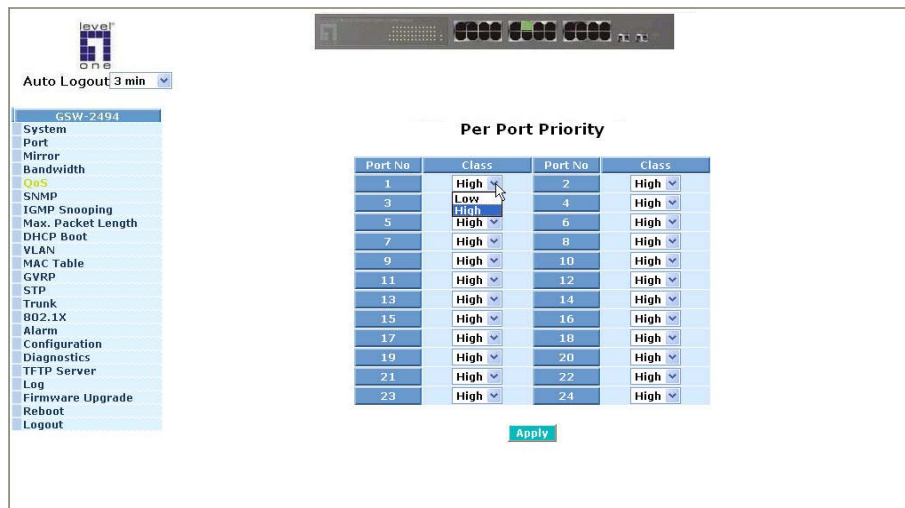 level
one
Auto Logout 3 min
GSW-2494
System
Port
Mirror
Bandwidth
QoS
SNMP
IGMP Snooping
Max. Packet Length
DHCP Boot
VLAN
MAC Table
GVRP
STP
Trunk
802.1X
Alarm
Configuration
Diagnostics
TFTP Server
Log
Firmware Upgrade
Reboot
Logout
Per Port Priority
Port No Class Port No Class
1 High 2 High
Low
3 4 High
High
5 High 6 High
7 High 8 High
9 High 10 High
11 High 12 High
13 High 14 High
15 High 16 High
17 High 18 High
19 High 20 High
21 High 22 High
23 High 24 High
Apply